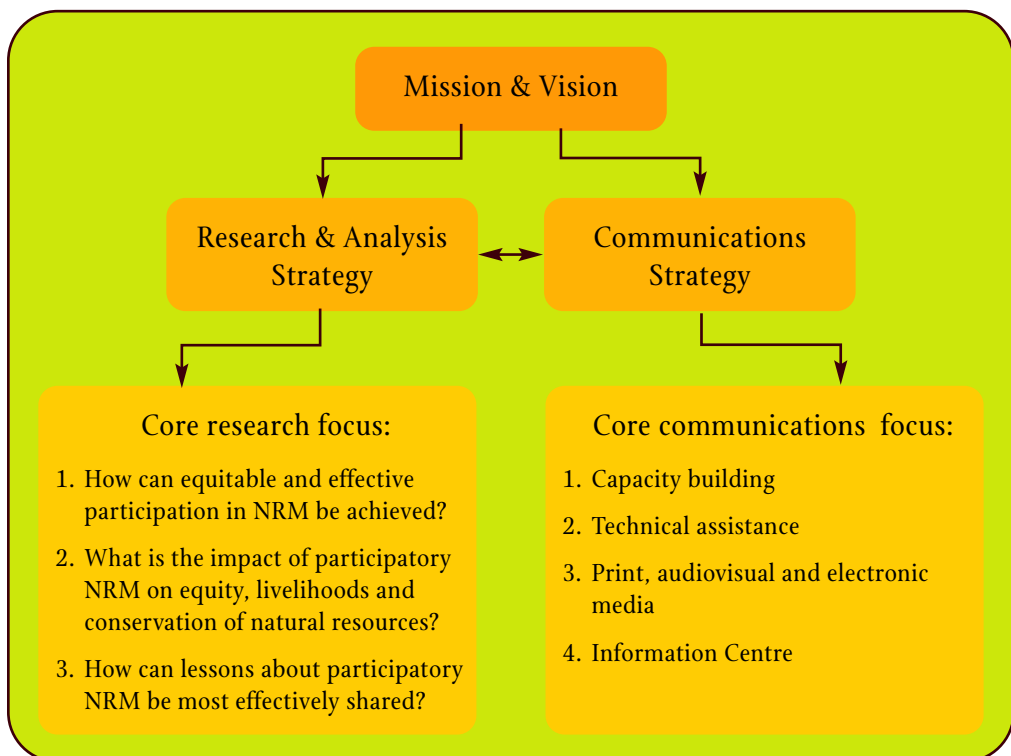 Mission & Vision
Research & Analysis
Strategy
Communications
Strategy
Core research focus:
1. How can equitable and effective
participation in NRM be achieved?
2. What is the impact of participatory
NRM on equity, livelihoods and
conservation of natural resources?
3. How can lessons about participatory
NRM be most effectively shared?
Core communications focus:
1. Capacity building
2. Technical assistance
3. Print, audiovisual and electronic
media
4. Information Centre